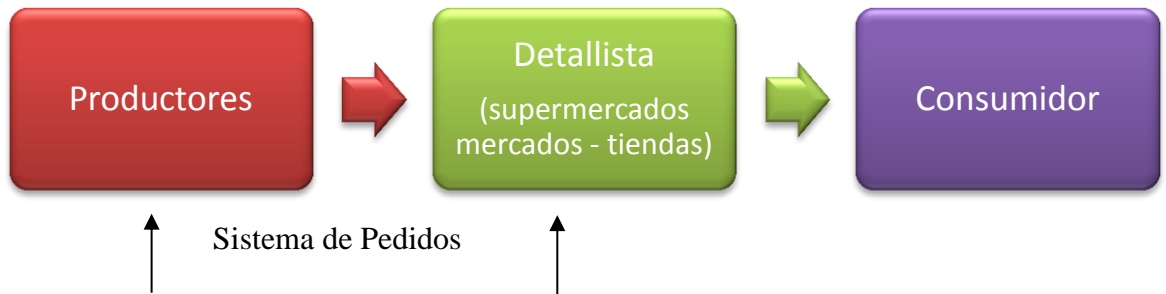 Productores
Detallista
(supermercados
mercados - tiendas)
Consumidor
Sistema de Pedidos